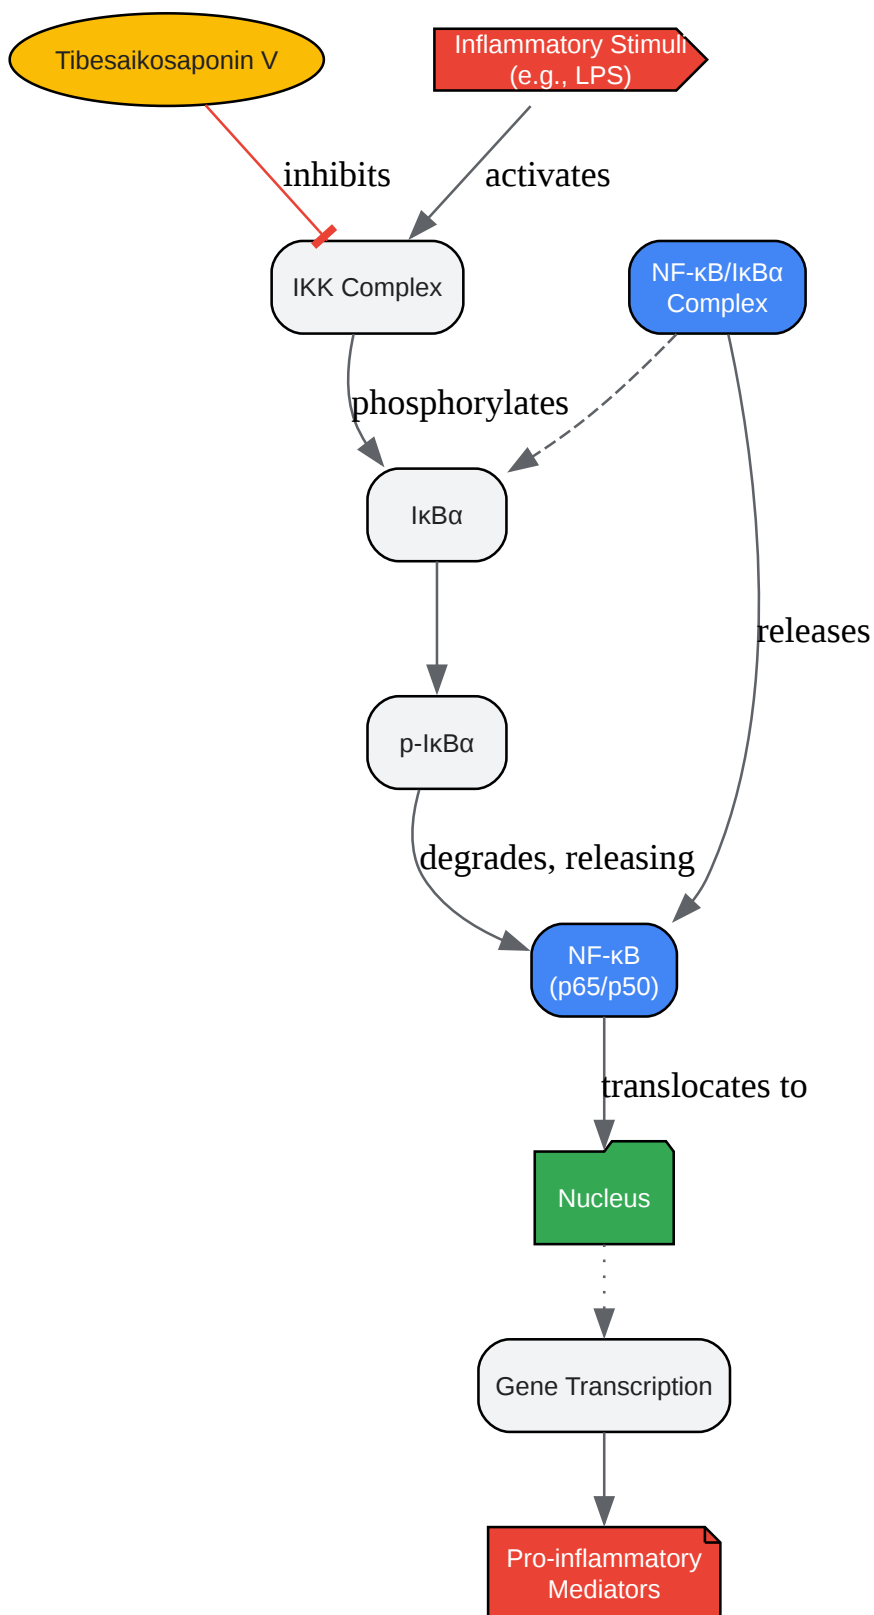 Tibesaikosaponin V
Inflammatory Stimuli
(e.g., LPS)
inhibits
activates
IKK Complex
NF-κB/IκBα
Complex
phosphorylates
IκBα
releases
p-IκBα
degrades, releasing
NF-κB
(p65/p50)
translocates to
Nucleus
Gene Transcription
Pro-inflammatory
Mediators